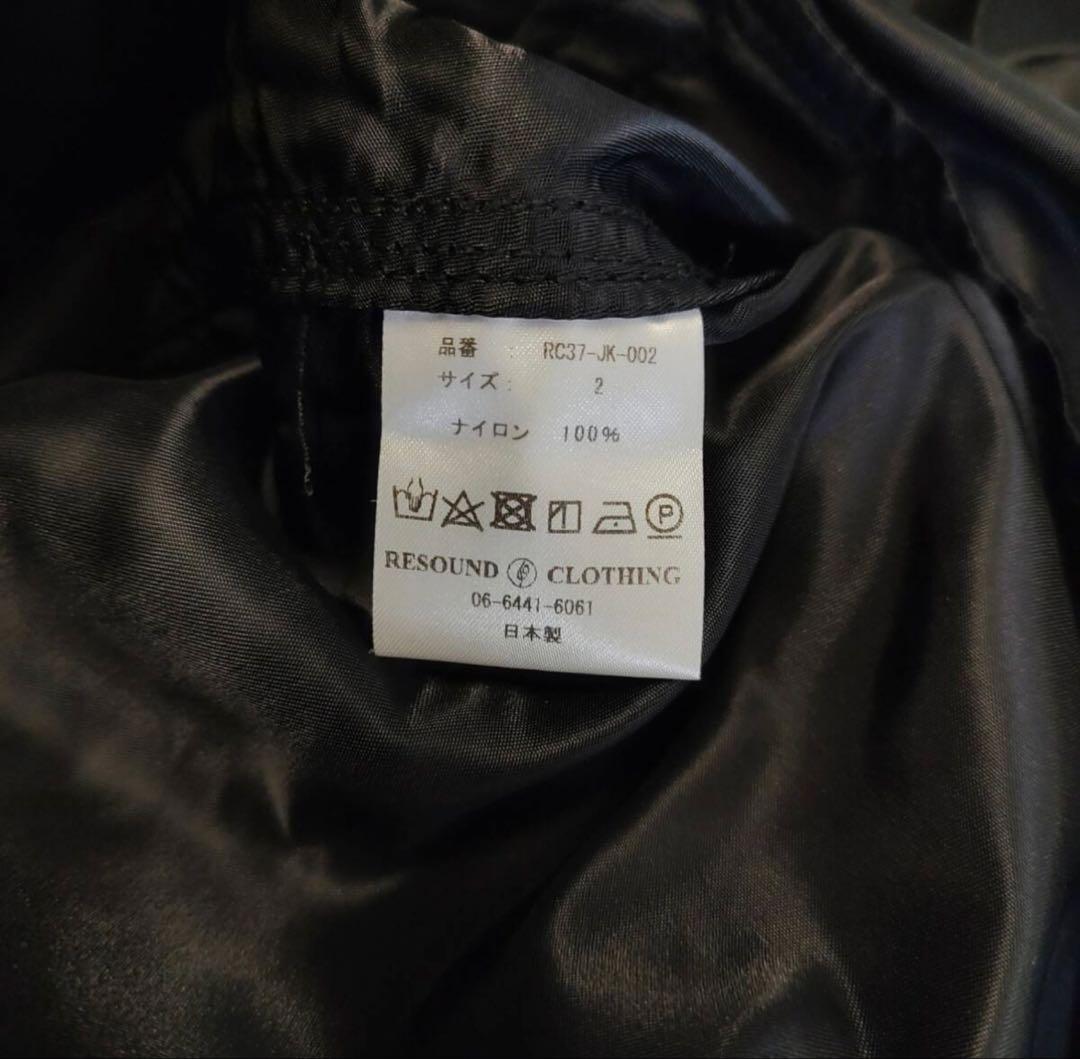 品番 : RC37-JK-002
サイズ : 2
ナイロン 100%
P
RESOUND CLOTHING
06-6441-6061
日本製